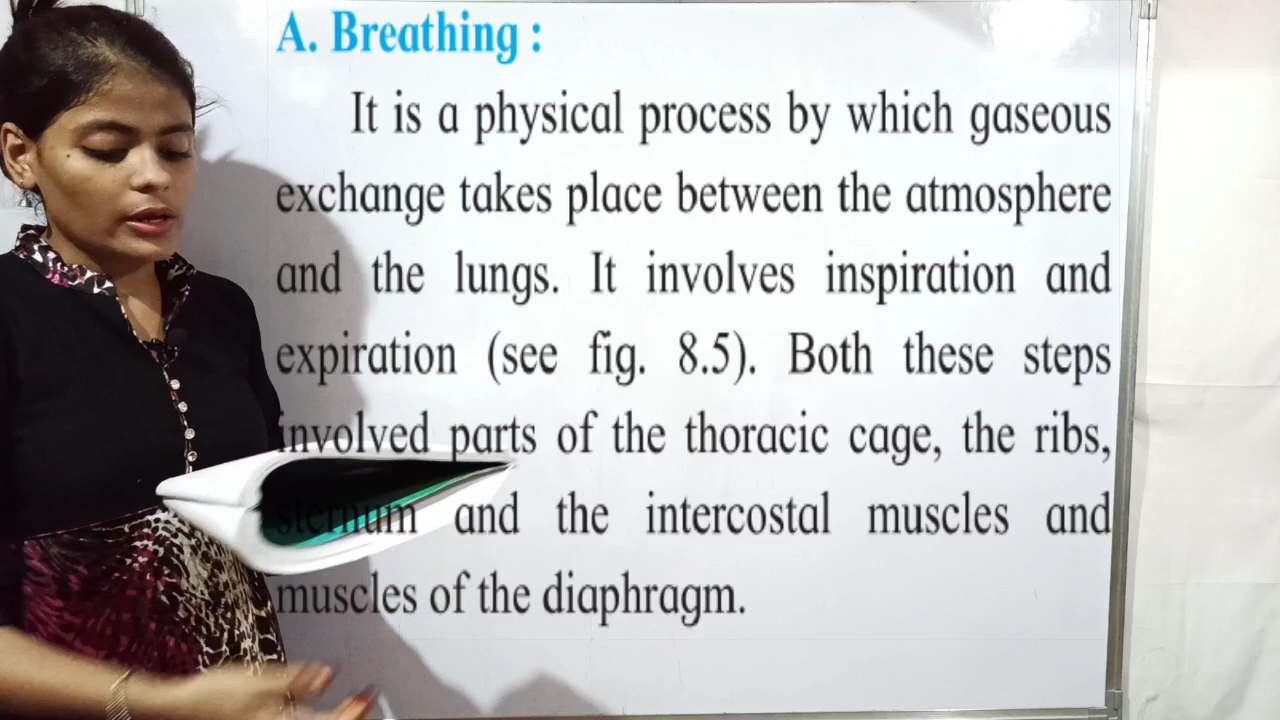 A. Breathing :
It is a physical process by which gaseous
exchange takes place between the atmosphere
and the lungs. It involves inspiration and
expiration (see fig. 8.5). Both these steps
involved parts of the thoracic cage, the ribs,
sternum and the intercostal muscles and
muscles of the diaphragm.